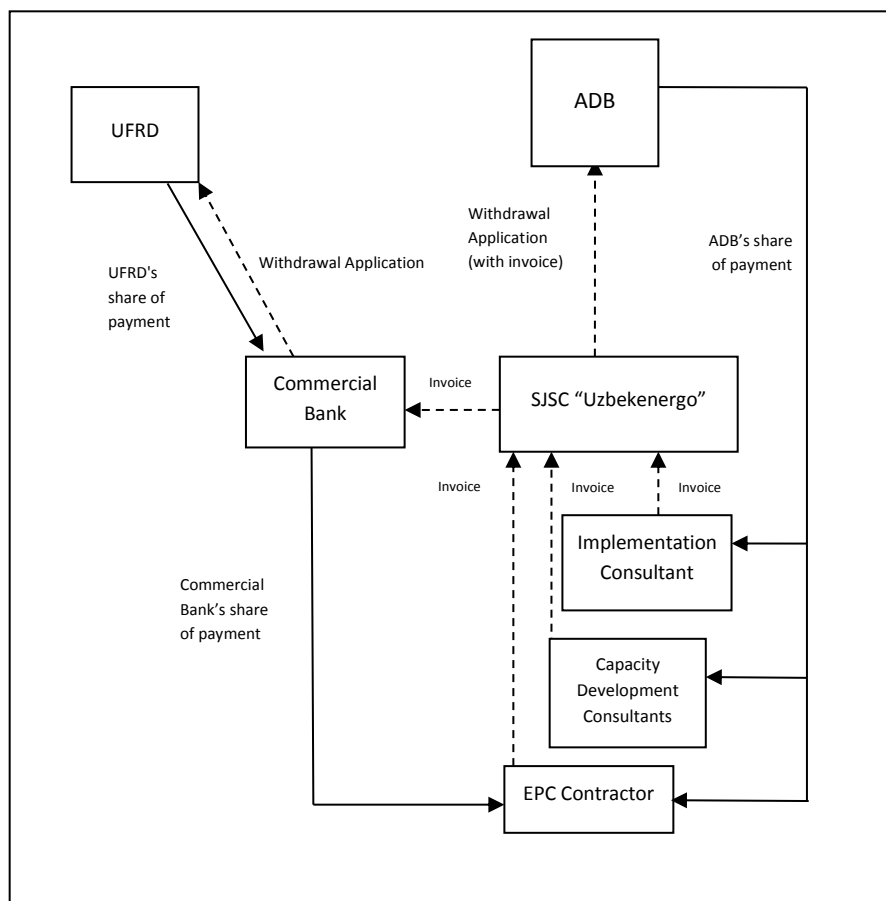 ADB
UFRD
Withdrawal
Application
(with invoice)
ADB’s share
of payment
Withdrawal Application
UFRD's
share of
payment
Commercial
Bank
Invoice
SJSC “Uzbekenergo”
Invoice
Invoice
Invoice
Implementation
Consultant
Commercial
Bank’s share
of payment
Capacity
Development
Consultants
EPC Contractor